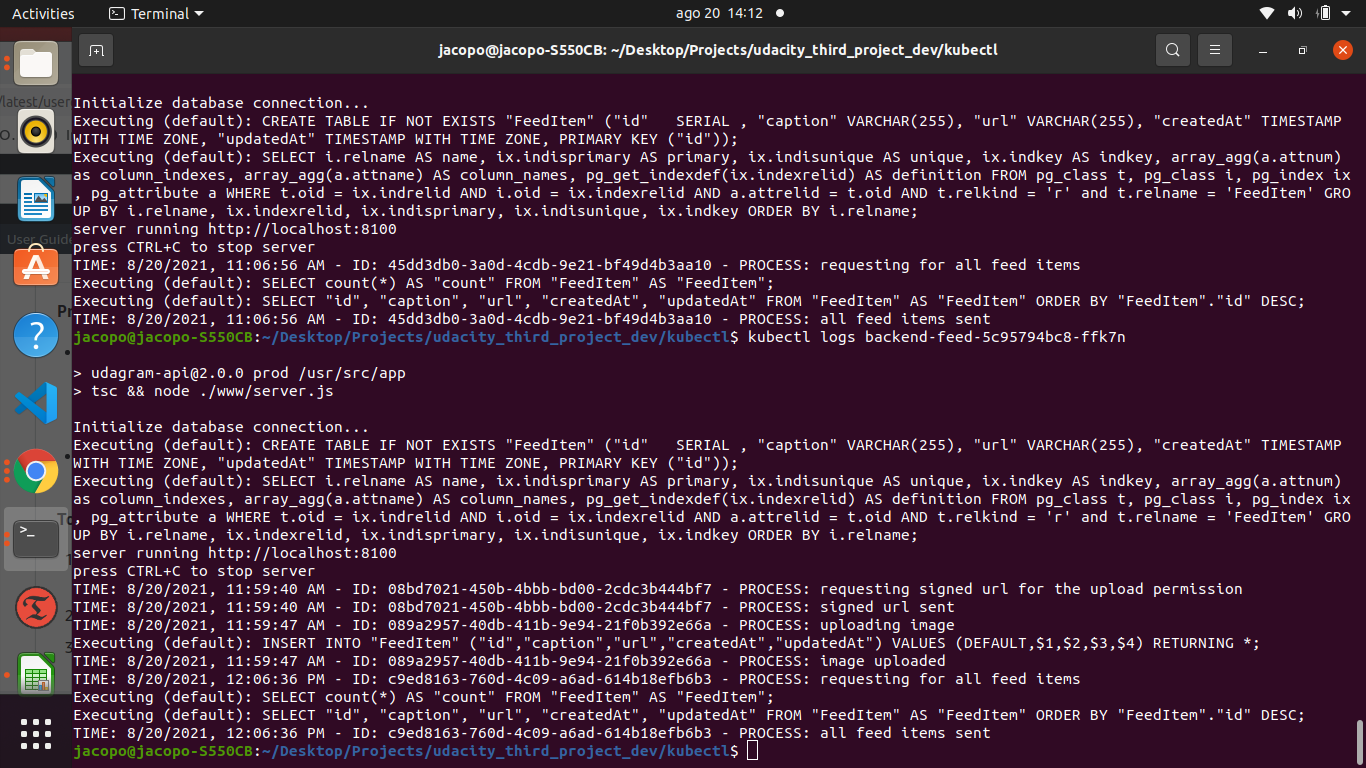 Activities Terminal ago 20 14:12
jacopo@jacopo-S550CB: ~/Desktop/Projects/udacity_third_project_dev/kubectl
/latest/user
User Guide
Initialize database connection...
Executing (default): CREATE TABLE IF NOT EXISTS "FeedItem" ("id"   SERIAL , "caption" VARCHAR(255), "url" VARCHAR(255), "createdAt" TIMESTAMP
WITH TIME ZONE, "updatedAt" TIMESTAMP WITH TIME ZONE, PRIMARY KEY ("id"));
Executing (default): SELECT i.relname AS name, ix.indisprimary AS primary, ix.indisunique AS unique, ix.indkey AS indkey, array_agg(a.attnum)
as column_indexes, array_agg(a.attname) AS column_names, pg_get_indexdef(ix.indexrelid) AS definition FROM pg_class t, pg_class i, pg_index ix
, pg_attribute a WHERE t.oid = ix.indrelid AND i.oid = ix.indexrelid AND a.attrelid = t.oid AND t.relkind = 'r' and t.relname = 'FeedItem' GRO
UP BY i.relname, ix.indexrelid, ix.indisprimary, ix.indisunique, ix.indkey ORDER BY i.relname;
server running http://localhost:8100
press CTRL+C to stop server
TIME: 8/20/2021, 11:06:56 AM - ID: 45dd3db0-3a0d-4cdb-9e21-bf49d4b3aa10 - PROCESS: requesting for all feed items
Executing (default): SELECT count(*) AS "count" FROM "FeedItem" AS "FeedItem";
Executing (default): SELECT "id", "caption", "url", "createdAt", "updatedAt" FROM "FeedItem" AS "FeedItem" ORDER BY "FeedItem"."id" DESC;
TIME: 8/20/2021, 11:06:56 AM - ID: 45dd3db0-3a0d-4cdb-9e21-bf49d4b3aa10 - PROCESS: all feed items sent
jacopo@jacopo-S550CB:~/Desktop/Projects/udacity_third_project_dev/kubectl$ kubectl logs backend-feed-5c95794bc8-ffk7n
> udagram-api@2.0.0 prod /usr/src/app
> tsc && node ./www/server.js
Initialize database connection...
Executing (default): CREATE TABLE IF NOT EXISTS "FeedItem" ("id"   SERIAL , "caption" VARCHAR(255), "url" VARCHAR(255), "createdAt" TIMESTAMP
WITH TIME ZONE, "updatedAt" TIMESTAMP WITH TIME ZONE, PRIMARY KEY ("id"));
Executing (default): SELECT i.relname AS name, ix.indisprimary AS primary, ix.indisunique AS unique, ix.indkey AS indkey, array_agg(a.attnum)
as column_indexes, array_agg(a.attname) AS column_names, pg_get_indexdef(ix.indexrelid) AS definition FROM pg_class t, pg_class i, pg_index ix
, pg_attribute a WHERE t.oid = ix.indrelid AND i.oid = ix.indexrelid AND a.attrelid = t.oid AND t.relkind = 'r' and t.relname = 'FeedItem' GRO
UP BY i.relname, ix.indexrelid, ix.indisprimary, ix.indisunique, ix.indkey ORDER BY i.relname;
server running http://localhost:8100
press CTRL+C to stop server
TIME: 8/20/2021, 11:59:40 AM - ID: 08bd7021-450b-4bbb-bd00-2cdc3b444bf7 - PROCESS: requesting signed url for the upload permission
TIME: 8/20/2021, 11:59:40 AM - ID: 08bd7021-450b-4bbb-bd00-2cdc3b444bf7 - PROCESS: signed url sent
TIME: 8/20/2021, 11:59:47 AM - ID: 089a2957-40db-411b-9e94-21f0b392e66a - PROCESS: uploading image
Executing (default): INSERT INTO "FeedItem" ("id","caption","url","createdAt","updatedAt") VALUES (DEFAULT,$1,$2,$3,$4) RETURNING *;
TIME: 8/20/2021, 11:59:47 AM - ID: 089a2957-40db-411b-9e94-21f0b392e66a - PROCESS: image uploaded
TIME: 8/20/2021, 12:06:36 PM - ID: c9ed8163-760d-4c09-a6ad-614b18efb6b3 - PROCESS: requesting for all feed items
Executing (default): SELECT count(*) AS "count" FROM "FeedItem" AS "FeedItem";
Executing (default): SELECT "id", "caption", "url", "createdAt", "updatedAt" FROM "FeedItem" AS "FeedItem" ORDER BY "FeedItem"."id" DESC;
TIME: 8/20/2021, 12:06:36 PM - ID: c9ed8163-760d-4c09-a6ad-614b18efb6b3 - PROCESS: all feed items sent
jacopo@jacopo-S550CB:~/Desktop/Projects/udacity_third_project_dev/kubectl$